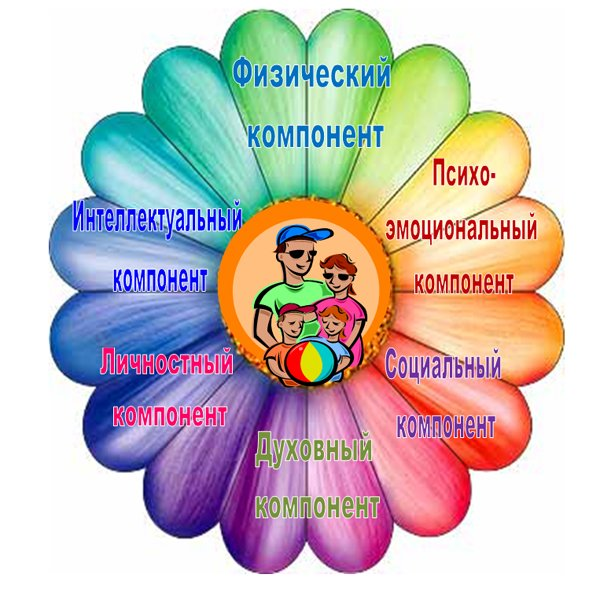 Физический
компонент
Психо-
эмоциональный
компонент
Социальный
компонент
Духовный
компонент
Личностный
компонент
Интеллектуальный
компонент